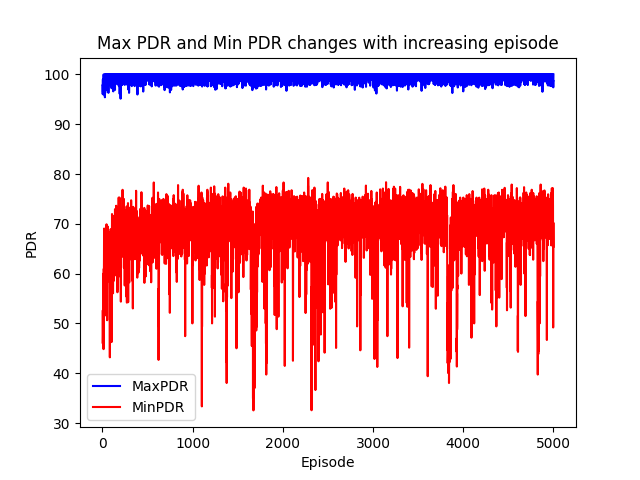 Max PDR and Min PDR changes with increasing episode
100
90
80
70
60
50
40
30
PDR
MaxPDR
MinPDR
0 1000 2000 3000 4000 5000
Episode